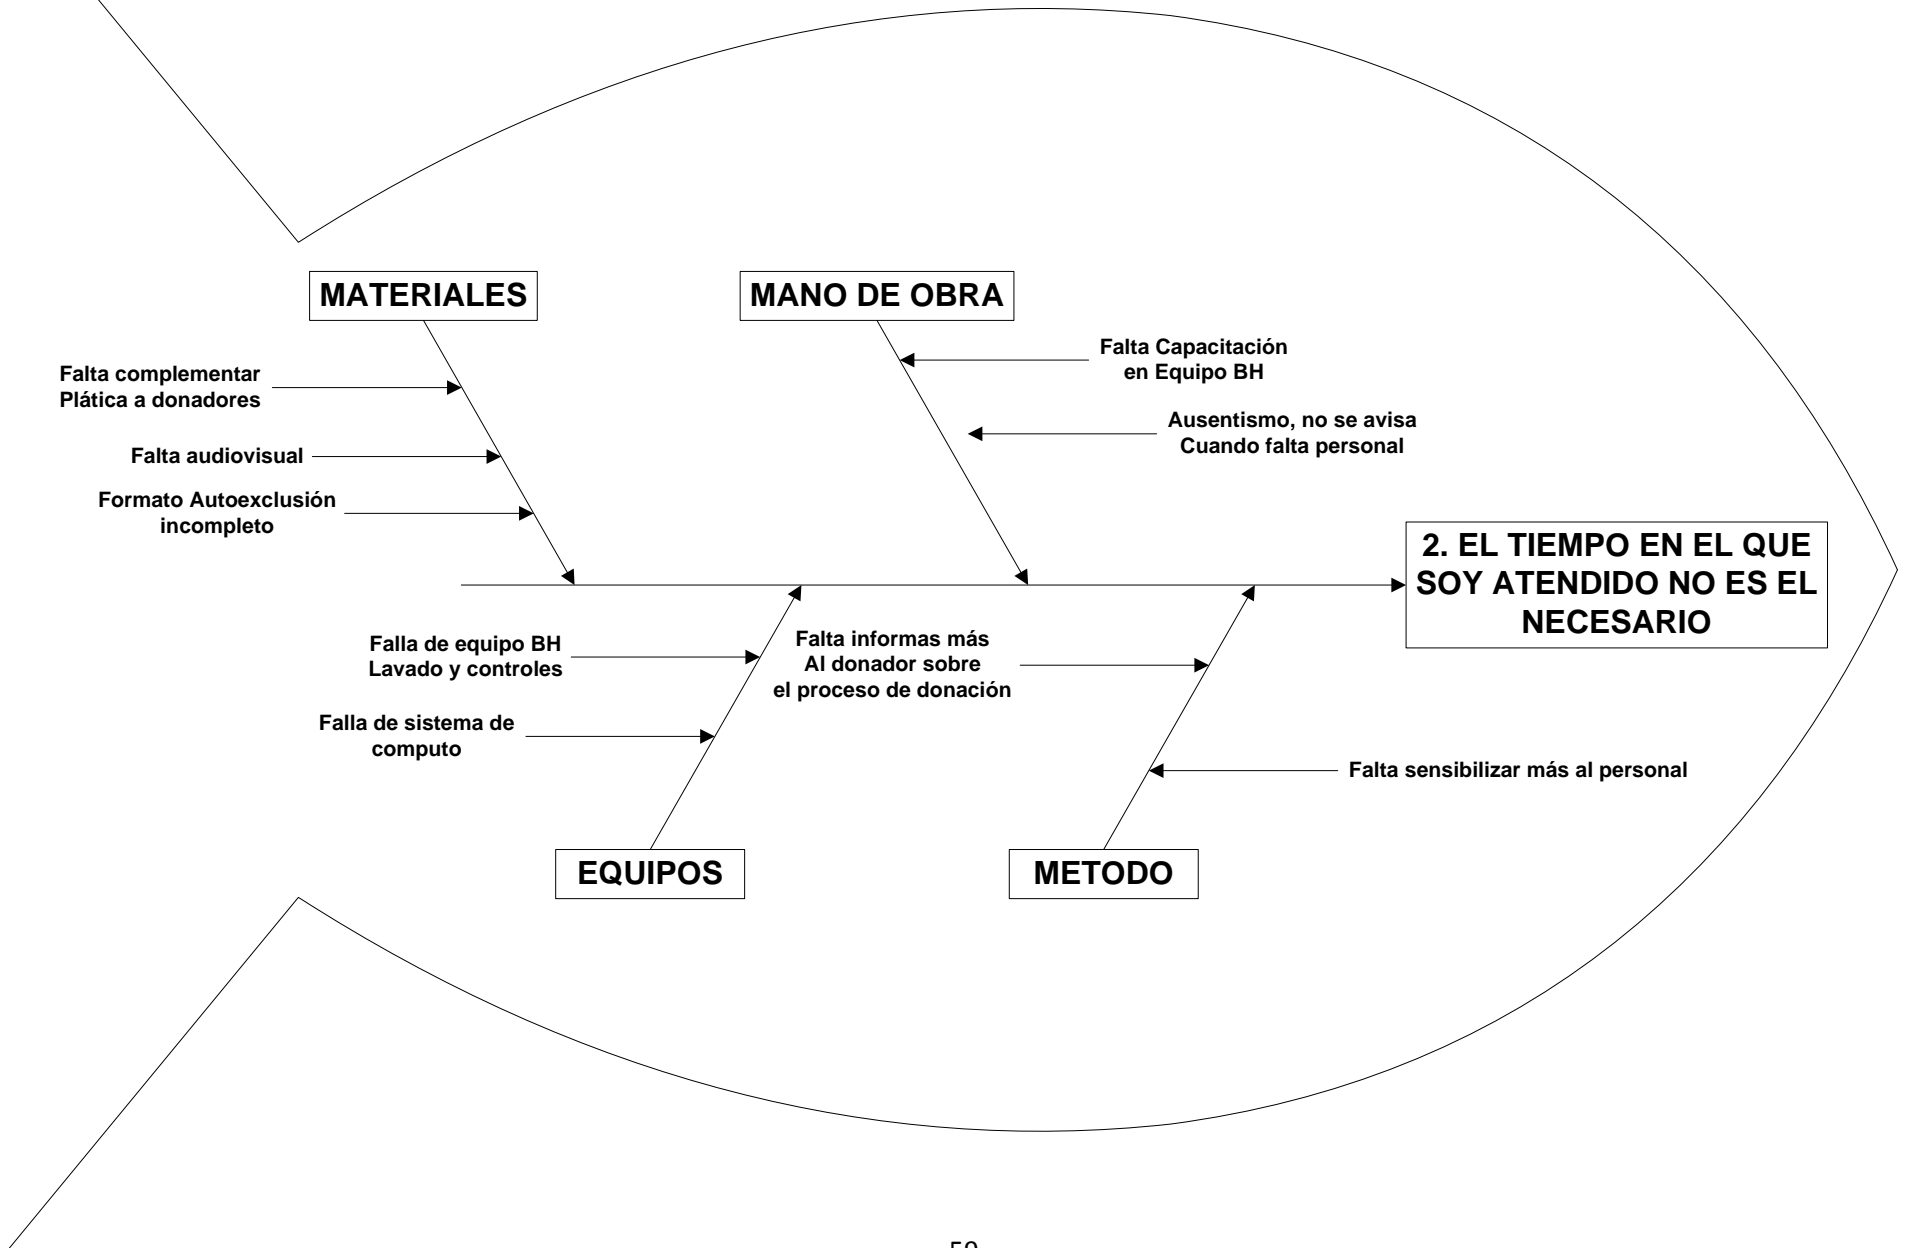 MATERIALES
MANO DE OBRA
Falta complementar
Plática a donadores
Falta audiovisual
Formato Autoexclusión
incompleto
Falta Capacitación
en Equipo BH
Ausentismo, no se avisa
Cuando falta personal
2. EL TIEMPO EN EL QUE
SOY ATENDIDO NO ES EL
NECESARIO
Falla de equipo BH
Lavado y controles
Falla de sistema de
computo
Falta informas más
Al donador sobre
el proceso de donación
Falta sensibilizar más al personal
EQUIPOS
METODO